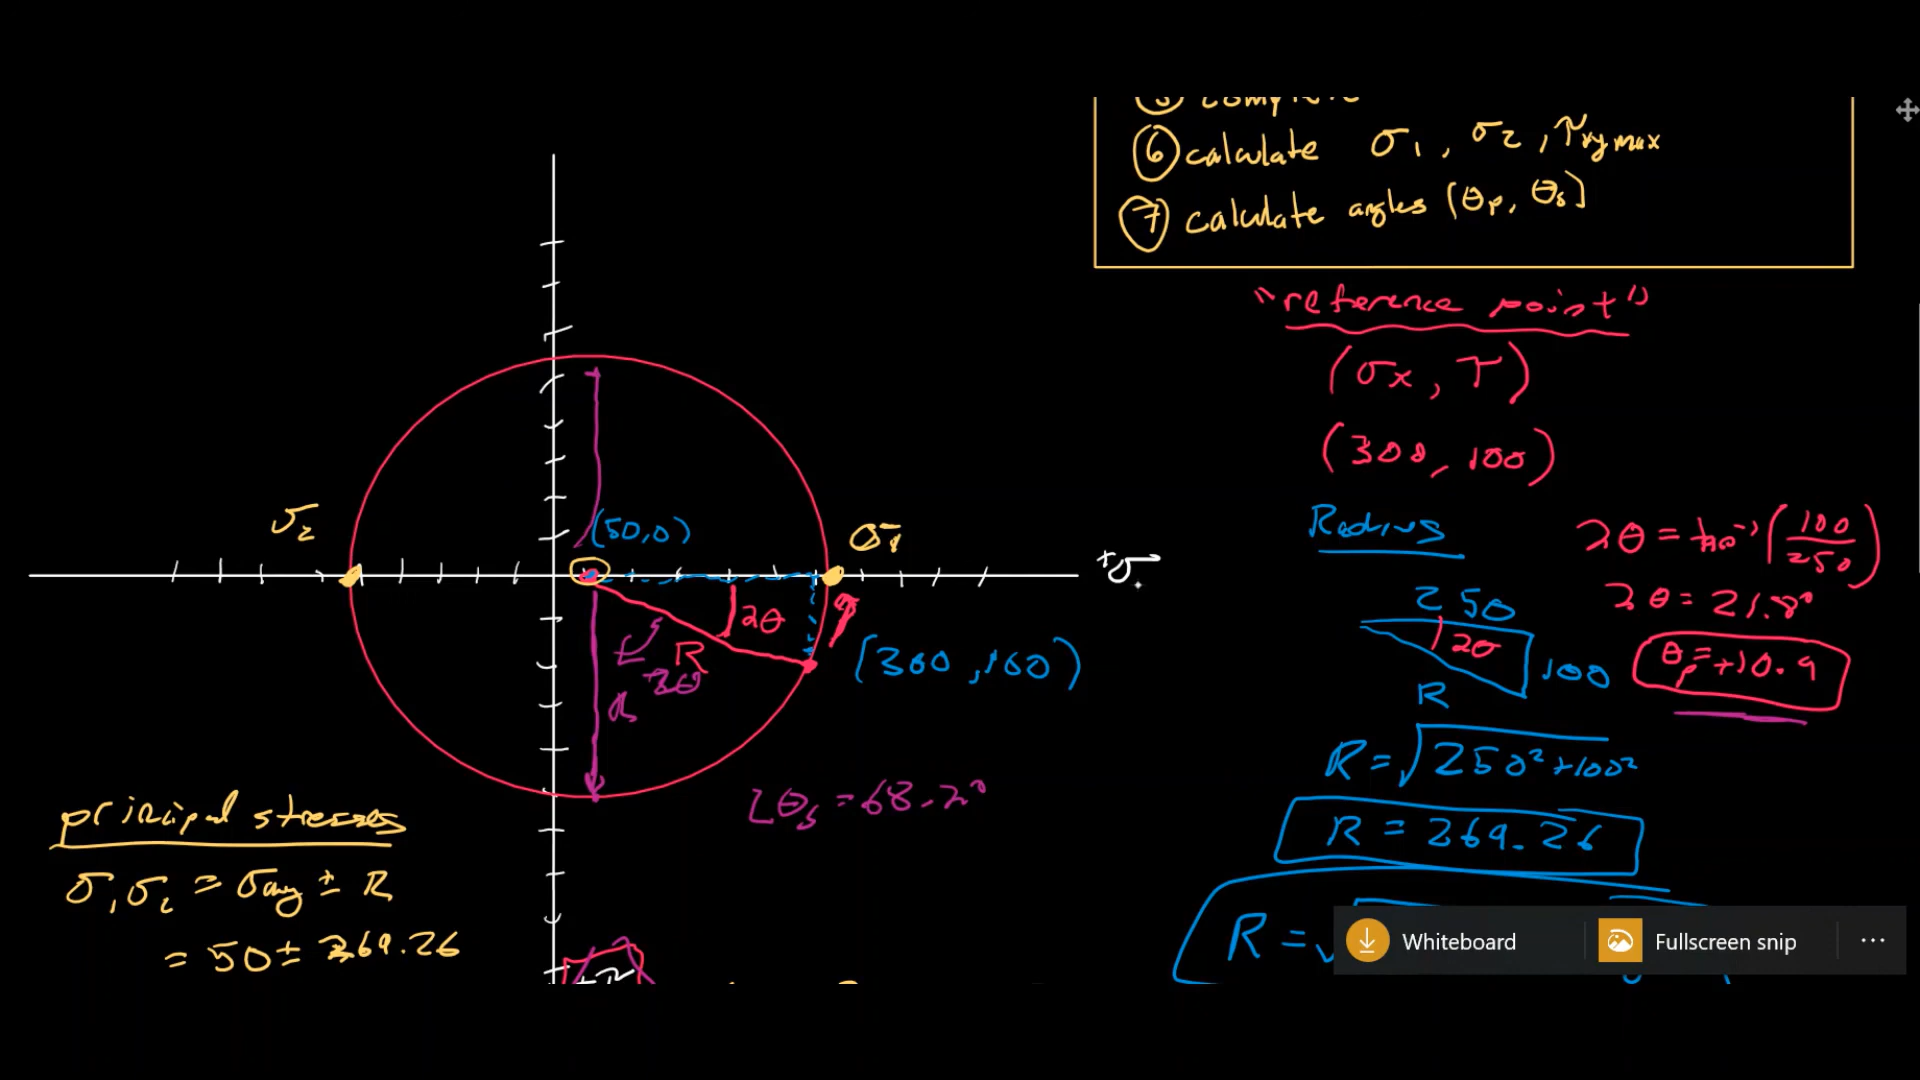 ⑥ calculate σ1, σ2, τxy max
⑦ calculate angles (θp, θs)
"reference point"
(σx, τ)
(300, 100)
Radius
2θ = tan⁻¹(100/250)
250
2θ = 21.8°
2θ
100
θp = +10.9
R
R = √250² + 100²
R = 269.26
R = √
σ2
(50,0)
σ1
+σ
2θ
R
(300, 100)
2θs = 68.2°
principal stresses
σ1, σ2 = σavg ± R
= 50 ± 269.26
Whiteboard
Fullscreen snip